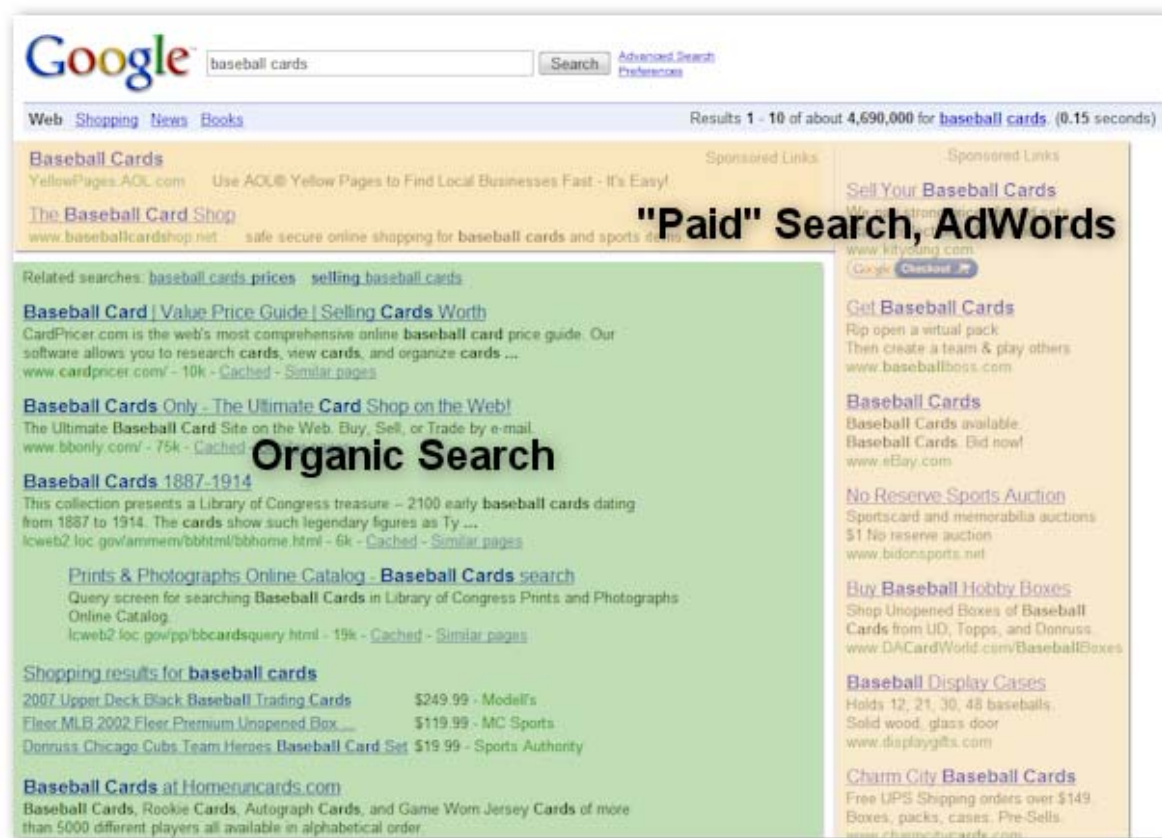 Google
baseball cards
Search
Advanced Search
Preferences
Web Shopping News Books
Results 1 - 10 of about 4,690,000 for baseball cards. (0.15 seconds)
Baseball Cards
Sponsored Links
YellowPages.AOL.com Use AOL® Yellow Pages to Find Local Businesses Fast - It's Easy!
The Baseball Card Shop
www.baseballcardshop.net safe secure online shopping for baseball cards and sports
"Paid" Search, AdWords
Related searches: baseball cards prices selling baseball cards
Baseball Card | Value Price Guide | Selling Cards Worth
CardPricer.com is the web's most comprehensive online baseball card price guide. Our
software allows you to research cards, view cards, and organize cards ...
www.cardpricer.com/ - 10k - Cached - Similar pages
Baseball Cards Only - The Ultimate Card Shop on the Web!
The Ultimate Baseball Card Site on the Web. Buy, Sell, or Trade by e-mail.
www.bbonly.com/ - 75k - Cached
Organic Search
Baseball Cards 1887-1914
This collection presents a Library of Congress treasure -- 2100 early baseball cards dating
from 1887 to 1914. The cards show such legendary figures as Ty ...
lcweb2.loc.gov/ammem/bbhtml/bbhome.html - 6k - Cached - Similar pages
Prints & Photographs Online Catalog - Baseball Cards search
Query screen for searching Baseball Cards in Library of Congress Prints and Photographs
Online Catalog.
lcweb2.loc.gov/pp/bbcardsquery.html - 19k - Cached - Similar pages
Shopping results for baseball cards
2007 Upper Deck Black Baseball Trading Cards $249.99 - Modell's
Fleer MLB 2002 Fleer Premium Unopened Box ... $119.99 - MC Sports
Donruss Chicago Cubs Team Heroes Baseball Card Set $19.99 - Sports Authority
Baseball Cards at Homeruncards.com
Baseball Cards, Rookie Cards, Autograph Cards, and Game Worn Jersey Cards of more
than 5000 different players all available in alphabetical order
Sponsored Links
Sell Your Baseball Cards
www.kityoung.com
Google Checkout
Get Baseball Cards
Rip open a virtual pack
Then create a team & play others
www.baseballboss.com
Baseball Cards
Baseball Cards available.
Baseball Cards. Bid now!
www.eBay.com
No Reserve Sports Auction
Sportscard and memorabilia auctions
$1 No reserve auction
www.bidonsports.net
Buy Baseball Hobby Boxes
Shop Unopened Boxes of Baseball
Cards from UD, Topps, and Donruss.
www.DACardWorld.com/BaseballBoxes
Baseball Display Cases
Holds 12, 21, 30, 48 baseballs.
Solid wood, glass door
www.displaygifts.com
Charm City Baseball Cards
Free UPS Shipping orders over $149.
Boxes, packs, cases. Pre-Sells.
www.charmcitycards.com